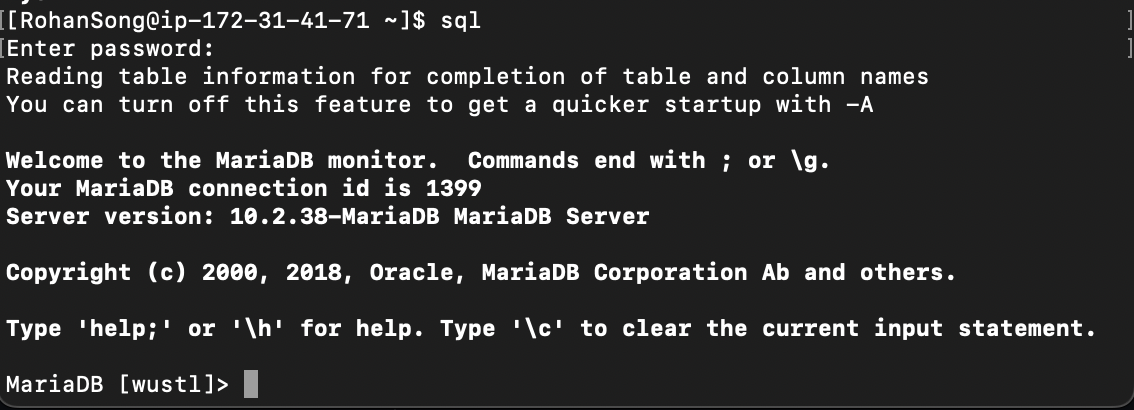 [[RohanSong@ip-172-31-41-71 ~]$ sql ]
[Enter password: ]
Reading table information for completion of table and column names
You can turn off this feature to get a quicker startup with -A
Welcome to the MariaDB monitor.  Commands end with ; or \g.
Your MariaDB connection id is 1399
Server version: 10.2.38-MariaDB MariaDB Server
Copyright (c) 2000, 2018, Oracle, MariaDB Corporation Ab and others.
Type 'help;' or '\h' for help. Type '\c' to clear the current input statement.
MariaDB [wustl]>